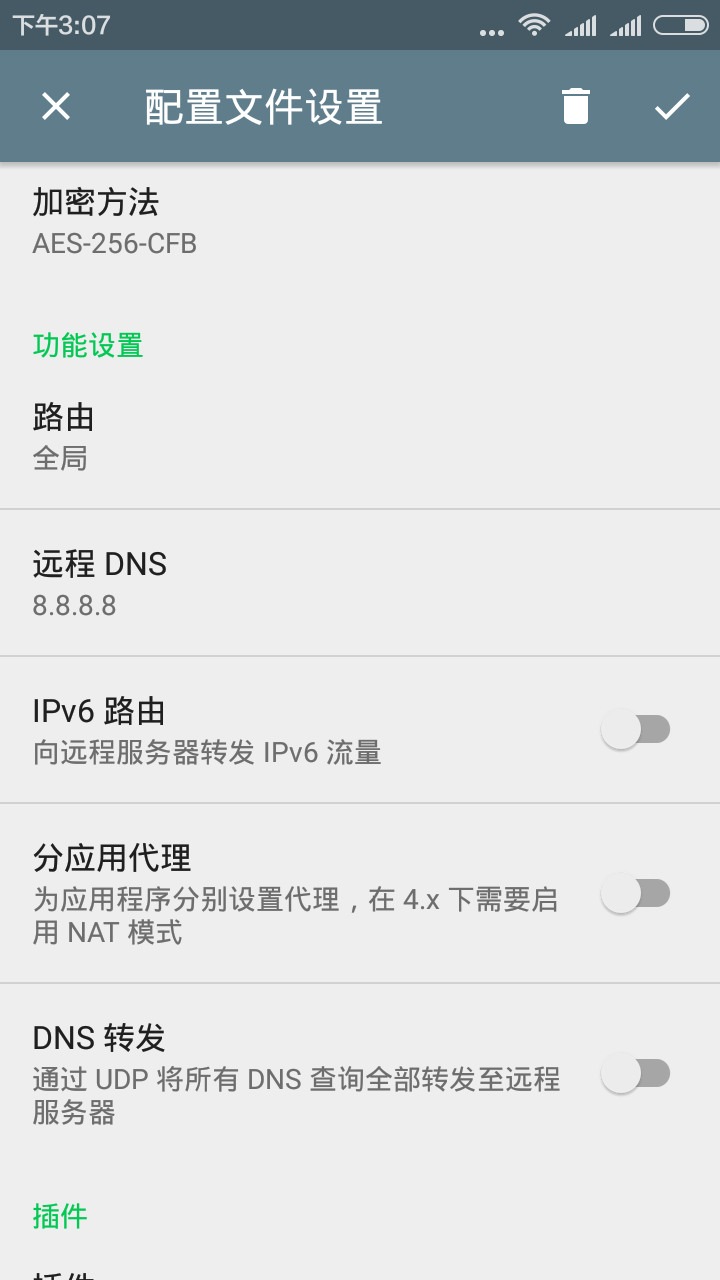 下午3:07
配置文件设置
加密方法
AES-256-CFB
功能设置
路由
全局
远程 DNS
8.8.8.8
IPv6 路由
向远程服务器转发 IPv6 流量
分应用代理
为应用程序分别设置代理，在 4.x 下需要启
用 NAT 模式
DNS 转发
通过 UDP 将所有 DNS 查询全部转发至远程
服务器
插件
插件